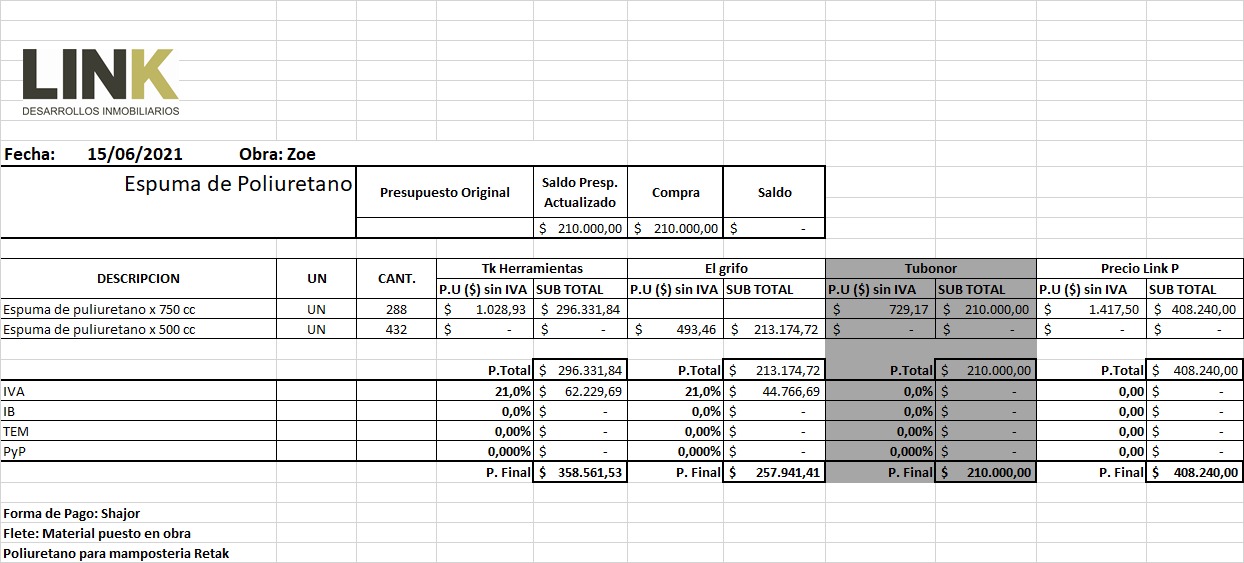 LINK
DESARROLLOS INMOBILIARIOS
Fecha: 15/06/2021 Obra: Zoe
Espuma de Poliuretano Presupuesto Original Saldo Presp. Actualizado Compra Saldo
$ 210.000,00 $ 210.000,00 $ -
DESCRIPCION UN CANT. Tk Herramientas El grifo Tubonor Precio Link P
P.U ($) sin IVA SUB TOTAL P.U ($) sin IVA SUB TOTAL P.U ($) sin IVA SUB TOTAL P.U ($) sin IVA SUB TOTAL
Espuma de puliuretano x 750 cc UN 288 $ 1.028,93 $ 296.331,84 $ 729,17 $ 210.000,00 $ 1.417,50 $ 408.240,00
Espuma de puliuretano x 500 cc UN 432 $ - $ - $ 493,46 $ 213.174,72 $ - $ - $ - $ -
P.Total $ 296.331,84 P.Total $ 213.174,72 P.Total $ 210.000,00 P.Total $ 408.240,00
IVA 21,0% $ 62.229,69 21,0% $ 44.766,69 0,0% $ - 0,00 $ -
IB 0,0% $ - 0,0% $ - 0,0% $ - 0,00 $ -
TEM 0,00% $ - 0,00% $ - 0,00% $ - 0,00 $ -
PyP 0,000% $ - 0,000% $ - 0,000% $ - 0,00 $ -
P. Final $ 358.561,53 P. Final $ 257.941,41 P. Final $ 210.000,00 P. Final $ 408.240,00
Forma de Pago: Shajor
Flete: Material puesto en obra
Poliuretano para mamposteria Retak